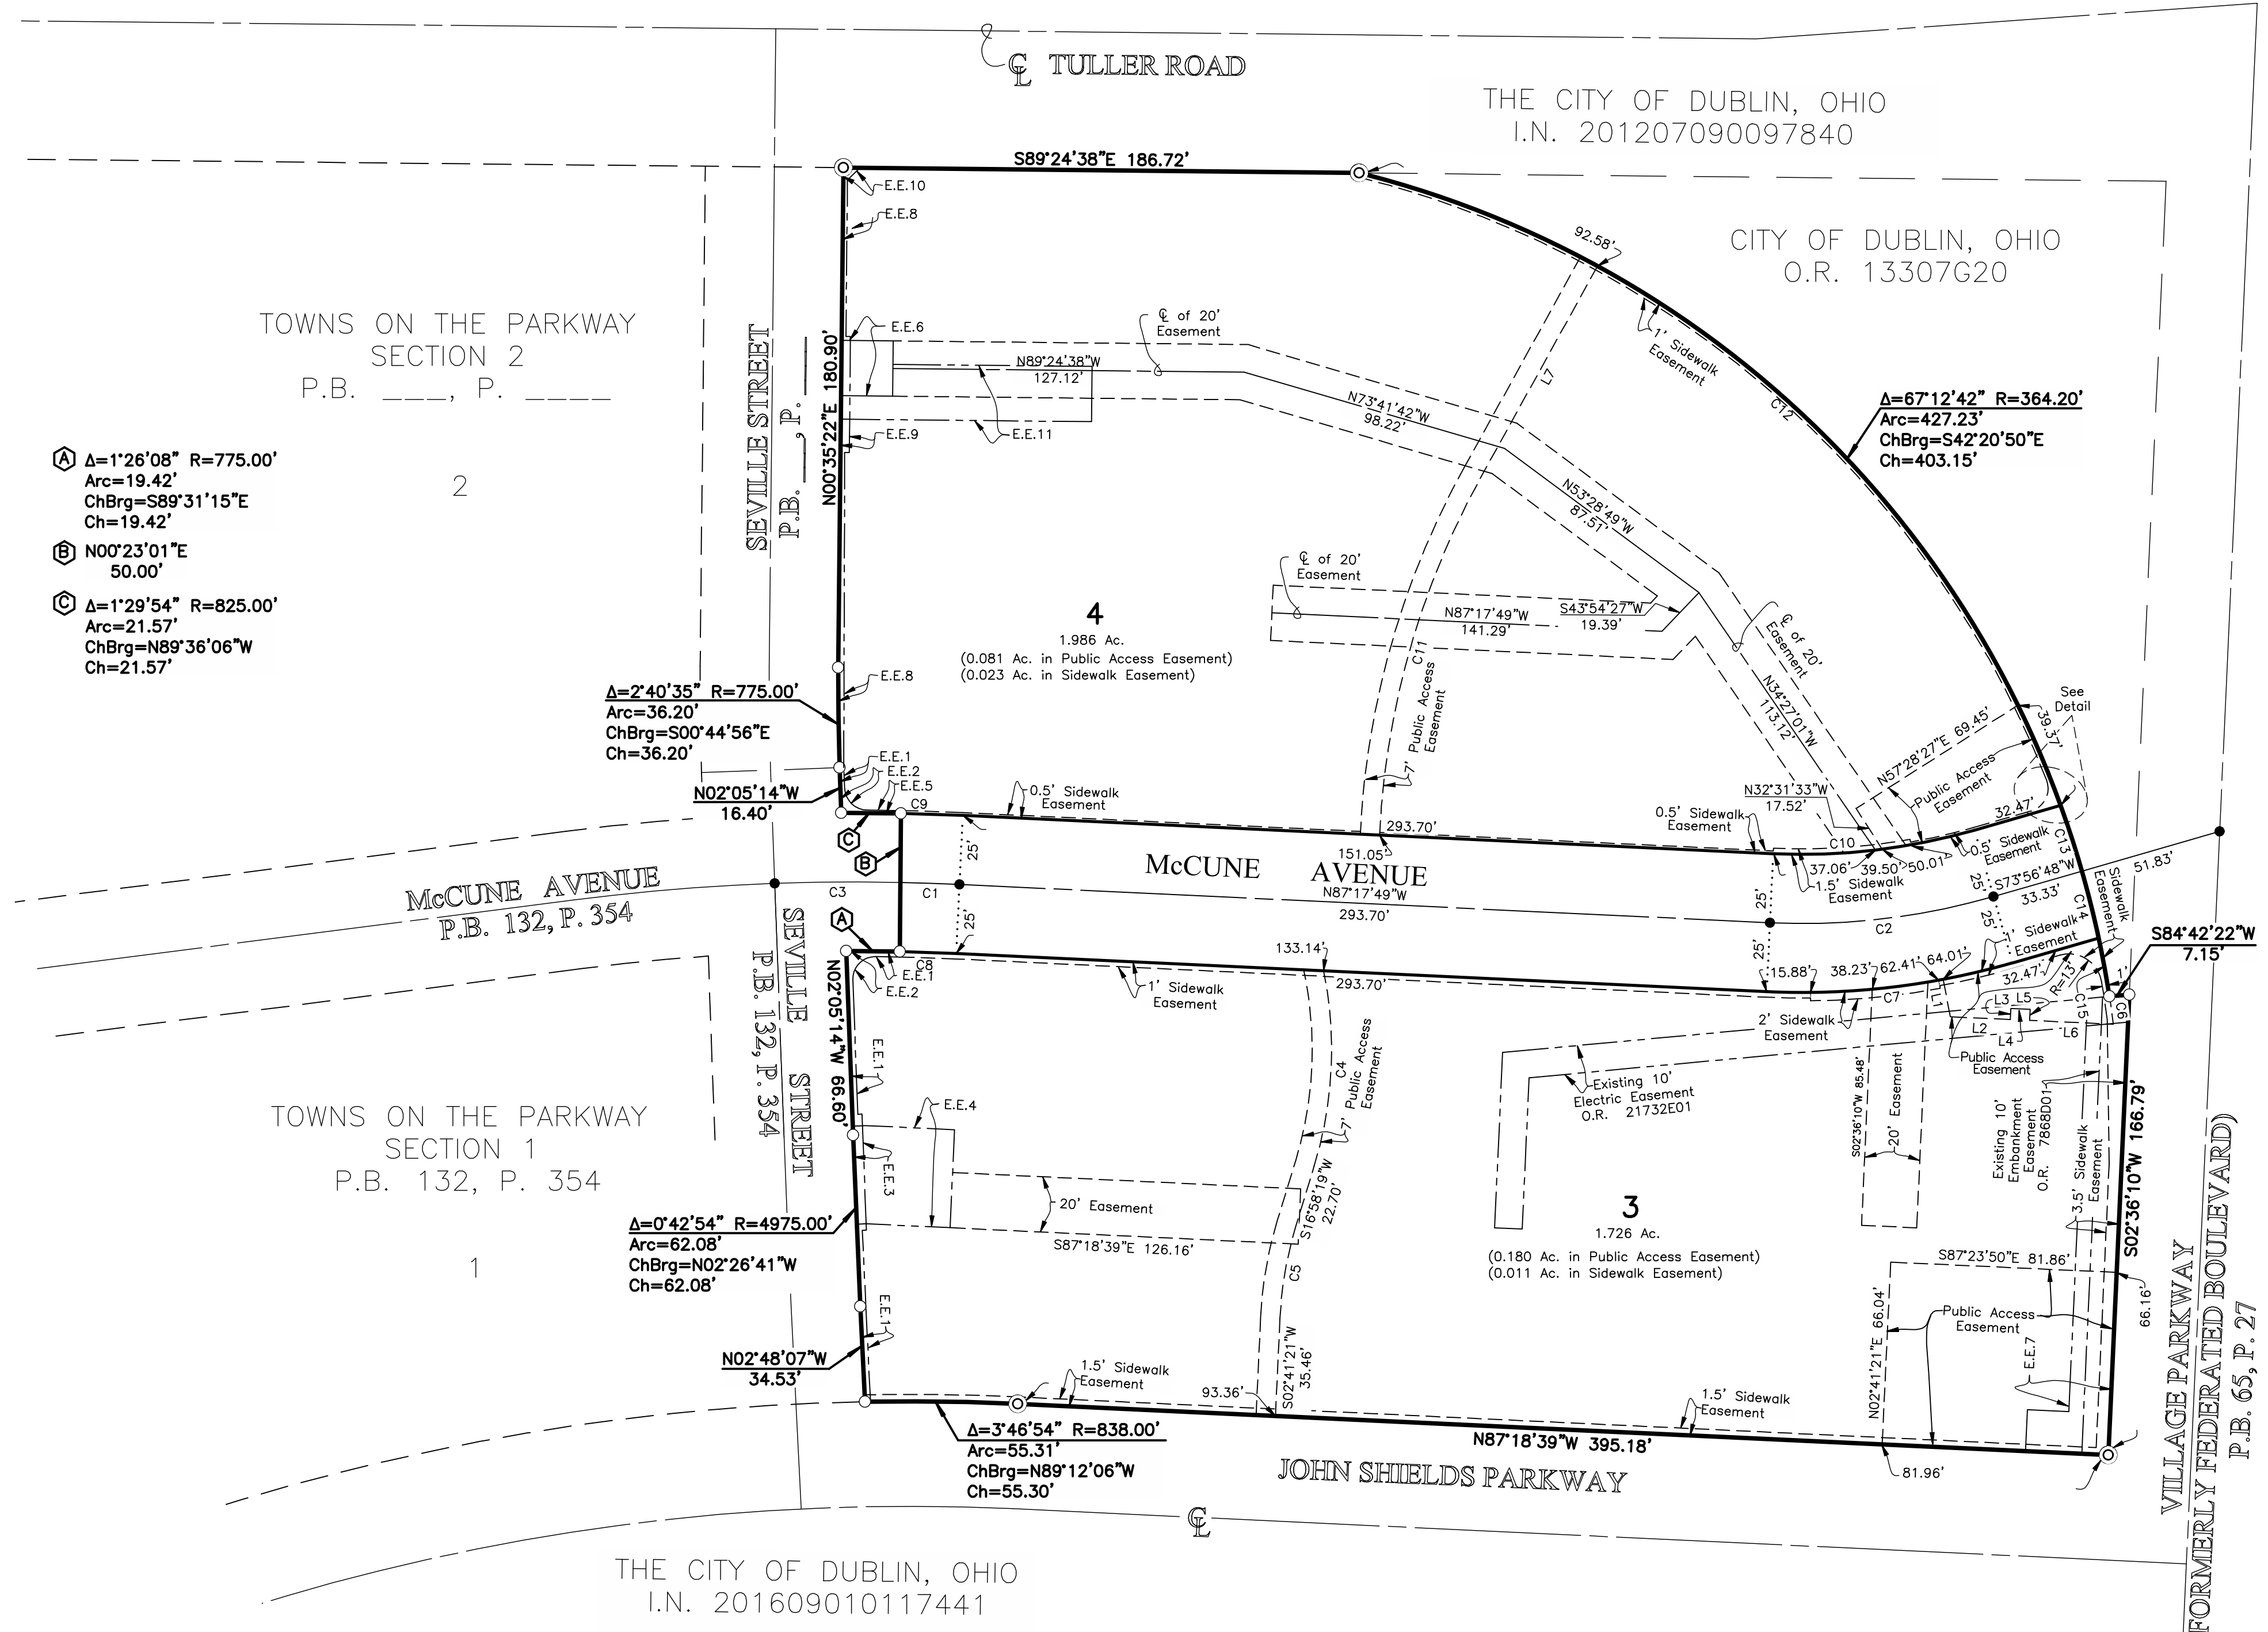 ℄ TULLER ROAD
THE CITY OF DUBLIN, OHIO
I.N. 201207090097840
S89°24'38"E 186.72'
E.E.10
E.E.8
92.58'
CITY OF DUBLIN, OHIO
O.R. 13307G20
TOWNS ON THE PARKWAY
SECTION 2
P.B. ___, P. ____
2
SEVILLE STREET
P.B. ____, P. ____
N00°35'22"E 180.90'
E.E.6
℄ of 20'
Easement
N89°24'38"W
127.12'
E.E.9
E.E.11
N73°41'42"W
98.22'
L7
1' Sidewalk
Easement
C12
Δ=67°12'42" R=364.20'
Arc=427.23'
ChBrg=S42°20'50"E
Ch=403.15'
Ⓐ Δ=1°26'08" R=775.00'
Arc=19.42'
ChBrg=S89°31'15"E
Ch=19.42'
Ⓑ N00°23'01"E
50.00'
Ⓒ Δ=1°29'54" R=825.00'
Arc=21.57'
ChBrg=N89°36'06"W
Ch=21.57'
N53°28'49"W
87.51'
℄ of 20'
Easement
4
1.986 Ac.
(0.081 Ac. in Public Access Easement)
(0.023 Ac. in Sidewalk Easement)
N87°17'49"W
141.29'
S43°54'27"W
19.39'
C11
7' Public Access
Easement
℄ of 20'
Easement
N34°27'01"W
113.12'
See
Detail
39.37'
N57°28'27"E 69.45'
Public Access
Easement
Δ=2°40'35" R=775.00'
Arc=36.20'
ChBrg=S00°44'56"E
Ch=36.20'
E.E.8
E.E.1
E.E.2
E.E.5
N02°05'14"W
16.40'
C9
0.5' Sidewalk
Easement
N32°31'33"W
17.52'
0.5' Sidewalk
Easement
32.47'
293.70'
151.05'
C10
37.06'
39.50'
50.01'
0.5' Sidewalk
Easement
1.5' Sidewalk
Easement
C13
Ⓒ
Ⓑ
25'
McCUNE AVENUE
N87°17'49"W
293.70'
McCUNE AVENUE
P.B. 132, P. 354
C3
C1
25'
25'
25'
C2
25'
25'
S73°56'48"W
33.33'
51.83'
C14
Sidewalk
Easement
1'
S84°42'22"W
7.15'
Ⓐ
SEVILLE STREET
P.B. 132, P. 354
N02°05'14"W 66.60'
C8
E.E.1
E.E.2
1' Sidewalk
Easement
133.14'
293.70'
15.88'
38.23'
62.41'
64.01'
C7
1' Sidewalk
Easement
32.47'
R=13'
C15
C6
L1
L3
L5
L2
L4
L6
2' Sidewalk
Easement
Public Access
Easement
E.E.1
C4
7' Public Access
Easement
Existing 10'
Electric Easement
O.R. 21732E01
S02°36'10"W 85.48'
20' Easement
Existing 10'
Embankment
Easement
O.R. 7868D01
3.5' Sidewalk
Easement
S02°36'10"W 166.79'
TOWNS ON THE PARKWAY
SECTION 1
P.B. 132, P. 354
1
E.E.4
E.E.3
20' Easement
S87°18'39"E 126.16'
S16°58'19"W
22.70'
C5
3
1.726 Ac.
(0.180 Ac. in Public Access Easement)
(0.011 Ac. in Sidewalk Easement)
Δ=0°42'54" R=4975.00'
Arc=62.08'
ChBrg=N02°26'41"W
Ch=62.08'
S87°23'50"E 81.86'
N02°41'21"E 66.04'
Public Access
Easement
E.E.7
66.16'
E.E.1
N02°48'07"W
34.53'
1.5' Sidewalk
Easement
93.36'
S02°41'21"W
35.46'
1.5' Sidewalk
Easement
Δ=3°46'54" R=838.00'
Arc=55.31'
ChBrg=N89°12'06"W
Ch=55.30'
N87°18'39"W 395.18'
81.96'
JOHN SHIELDS PARKWAY
℄
VILLAGE PARKWAY
(FORMERLY FEDERATED BOULEVARD)
P.B. 65, P. 27
THE CITY OF DUBLIN, OHIO
I.N. 201609010117441